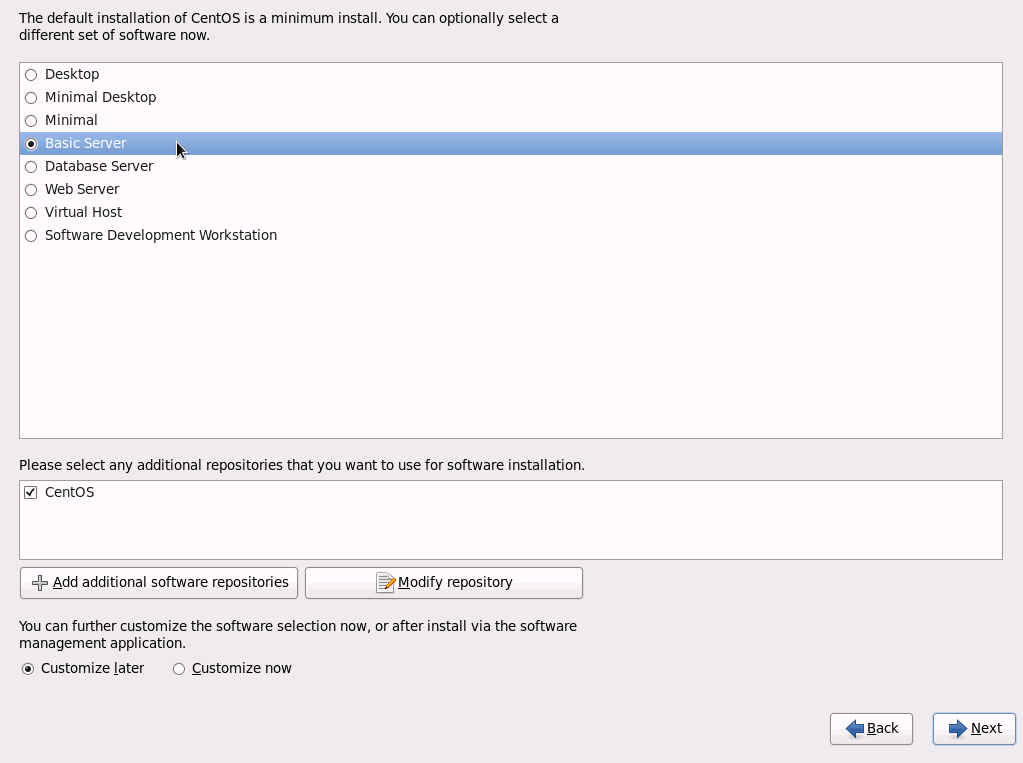 The default installation of CentOS is a minimum install. You can optionally select a
different set of software now.
Desktop
Minimal Desktop
Minimal
Basic Server
Database Server
Web Server
Virtual Host
Software Development Workstation
Please select any additional repositories that you want to use for software installation.
CentOS
Add additional software repositories
Modify repository
You can further customize the software selection now, or after install via the software
management application.
Customize later
Customize now
Back
Next